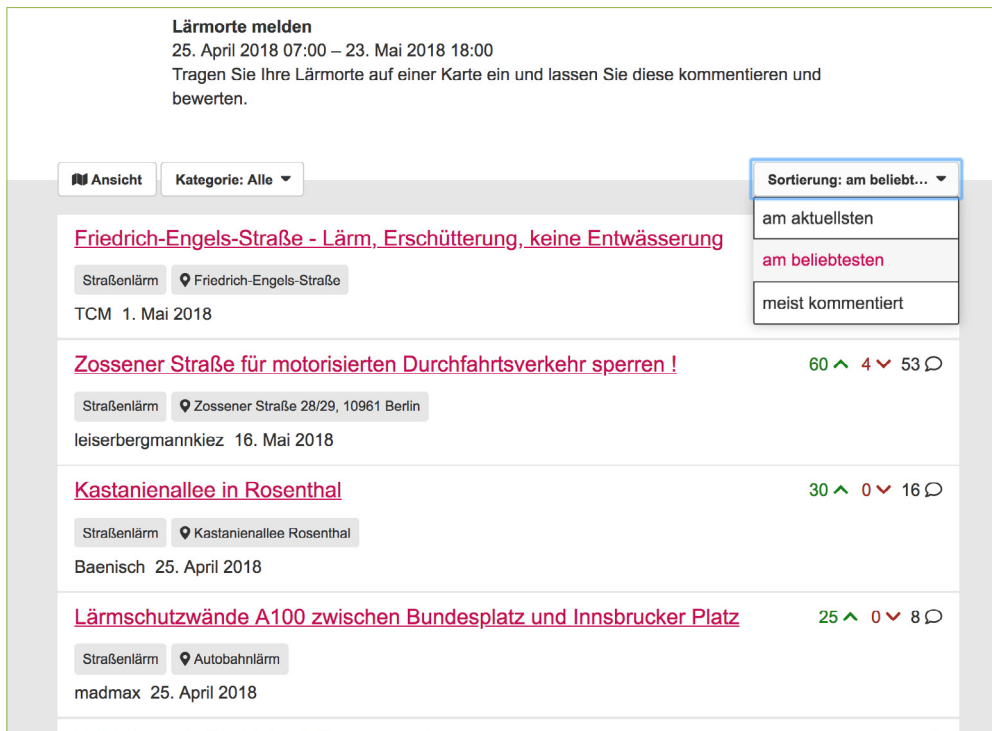 Lärmorte melden
25. April 2018 07:00 – 23. Mai 2018 18:00
Tragen Sie Ihre Lärmorte auf einer Karte ein und lassen Sie diese kommentieren und
bewerten.
Ansicht Kategorie: Alle Sortierung: am beliebt...
am aktuellsten
am beliebtesten
meist kommentiert
Friedrich-Engels-Straße - Lärm, Erschütterung, keine Entwässerung
Straßenlärm Friedrich-Engels-Straße
TCM 1. Mai 2018
Zossener Straße für motorisierten Durchfahrtsverkehr sperren ! 60 4 53
Straßenlärm Zossener Straße 28/29, 10961 Berlin
leiserbergmannkiez 16. Mai 2018
Kastanienallee in Rosenthal 30 0 16
Straßenlärm Kastanienallee Rosenthal
Baenisch 25. April 2018
Lärmschutzwände A100 zwischen Bundesplatz und Innsbrucker Platz 25 0 8
Straßenlärm Autobahnlärm
madmax 25. April 2018